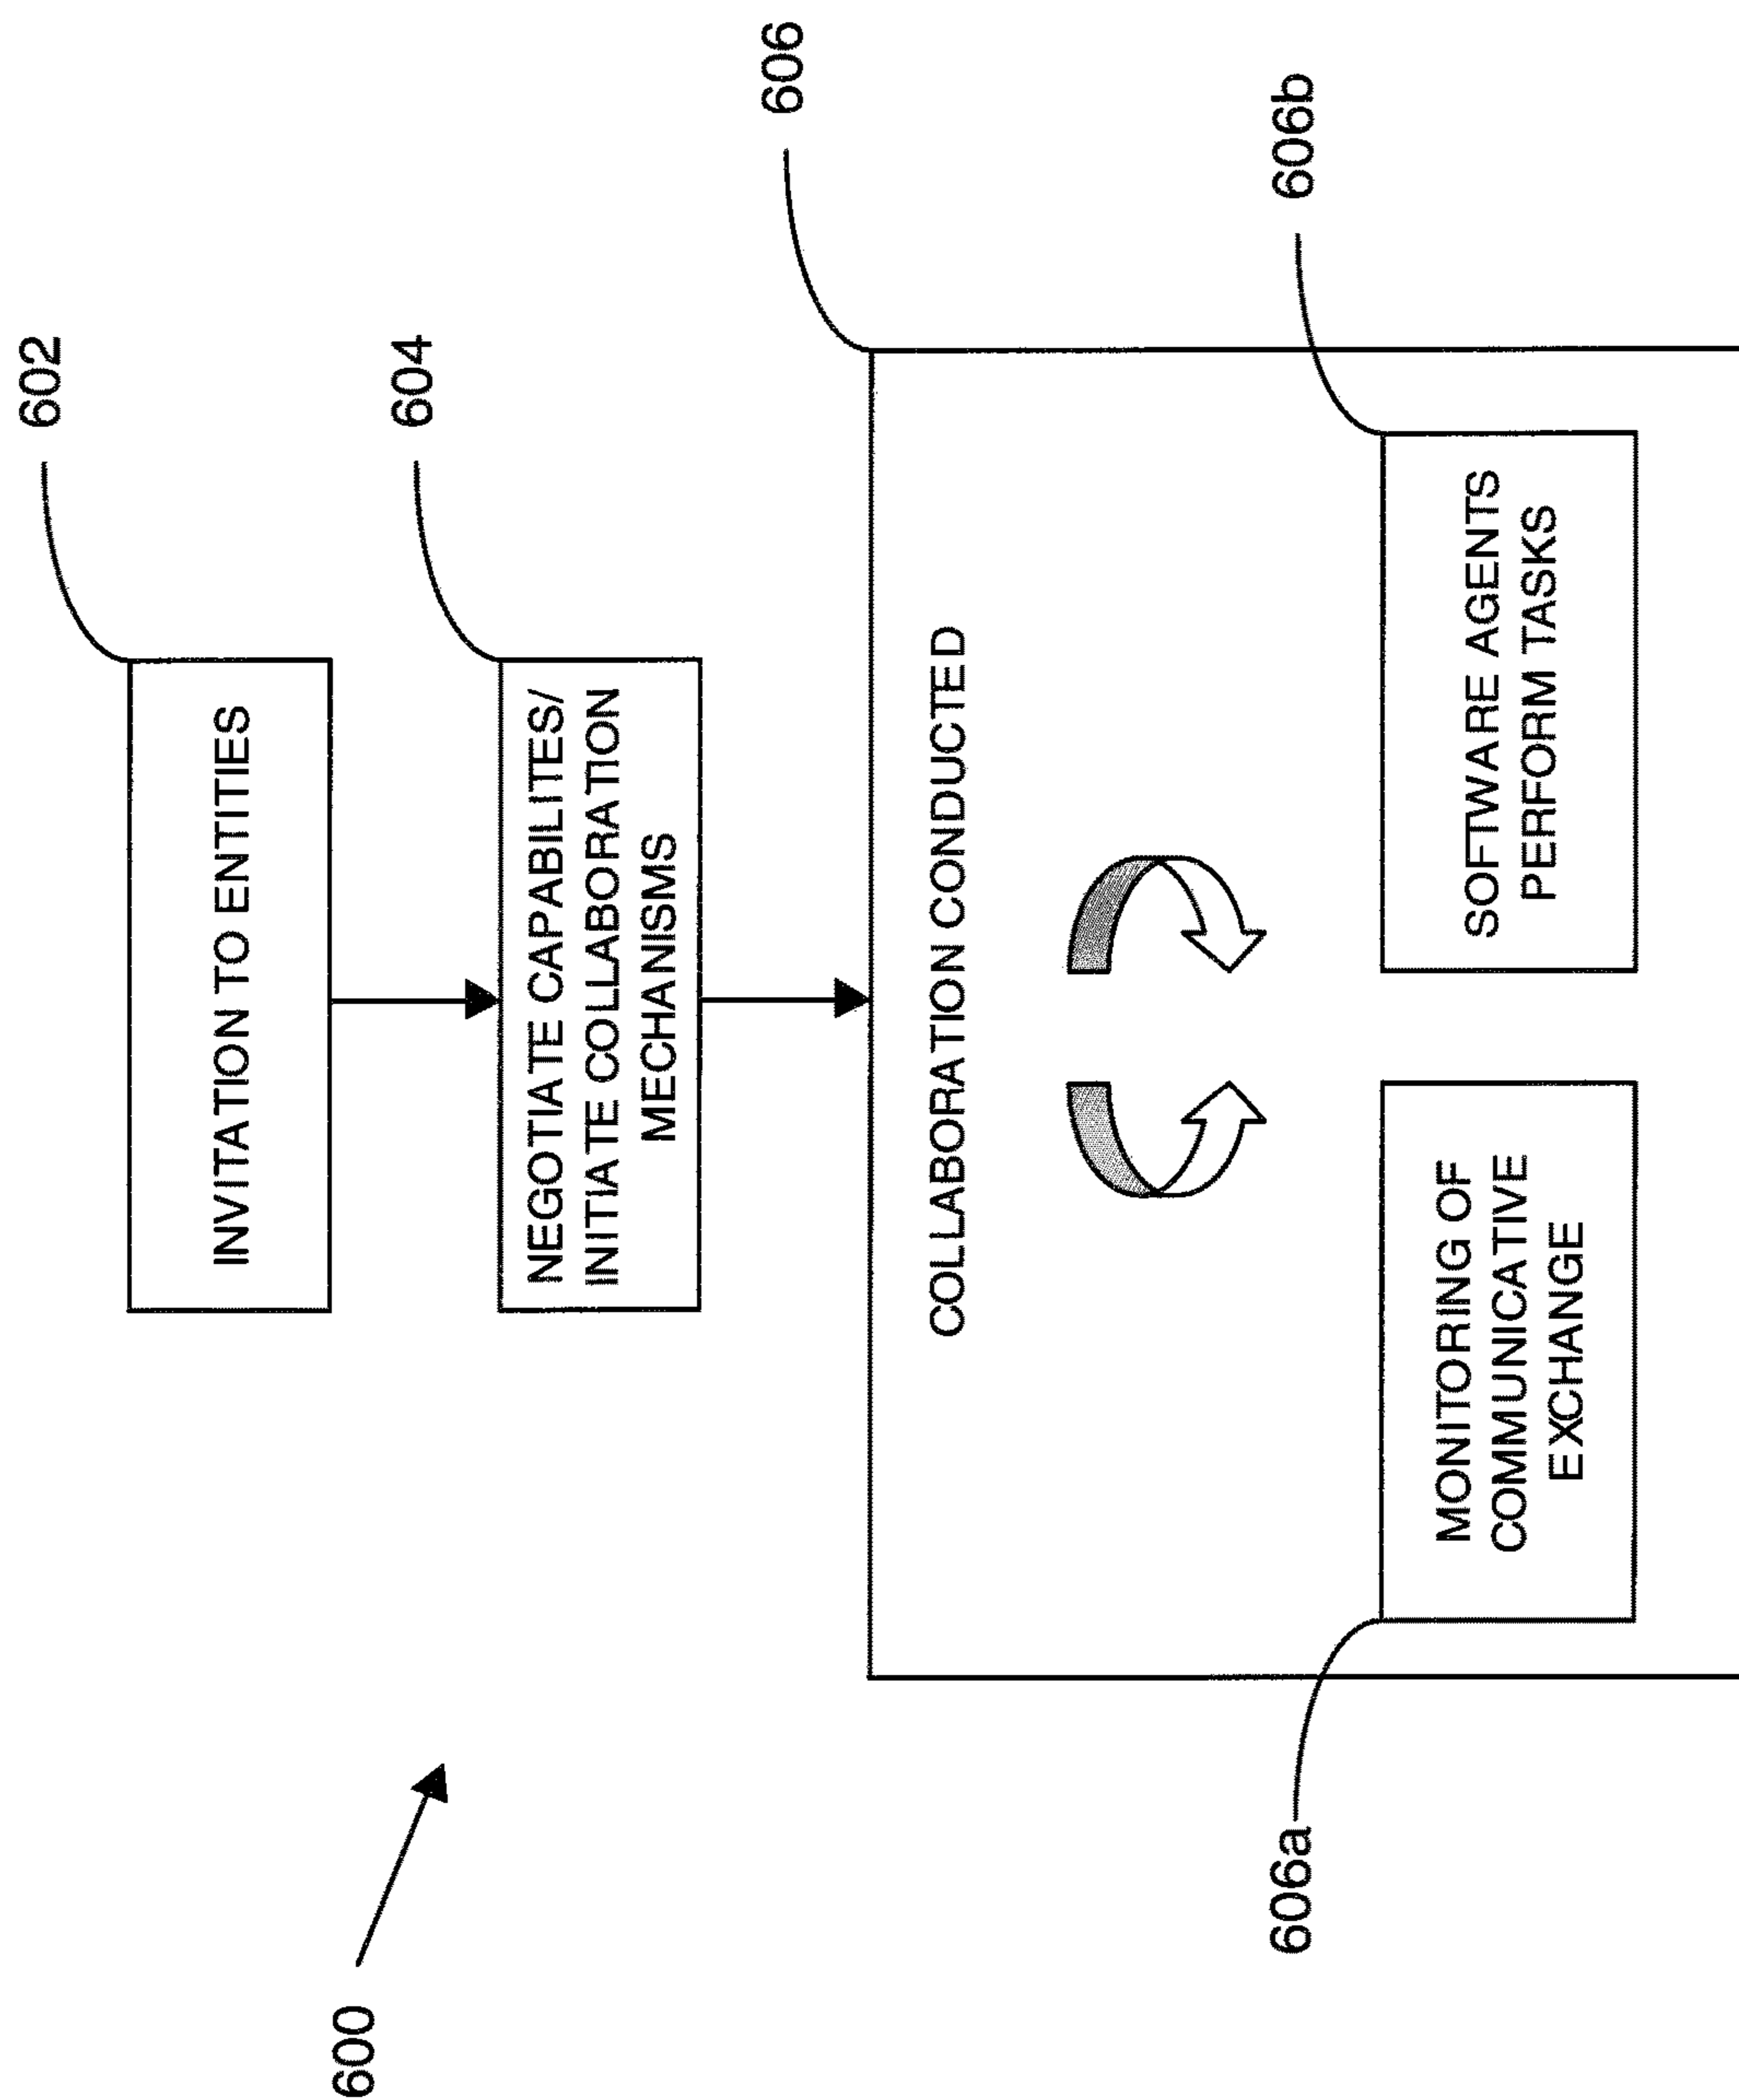 600
602
INVITATION TO ENTITIES
604
NEGOTIATE CAPABILITES/
INITIATE COLLABORATION
MECHANISMS
606
COLLABORATION CONDUCTED
606a
MONITORING OF
COMMUNICATIVE
EXCHANGE
606b
SOFTWARE AGENTS
PERFORM TASKS